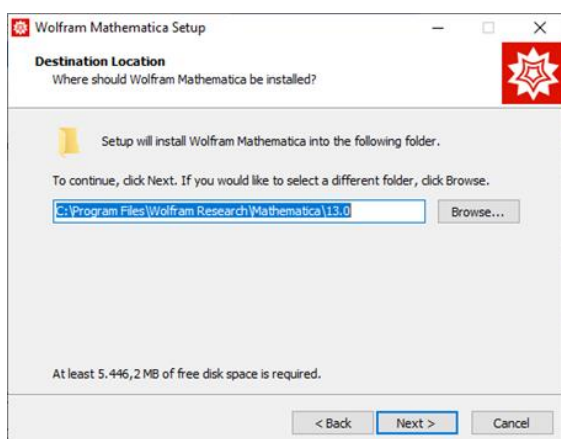 Wolfram Mathematica Setup
Destination Location
Where should Wolfram Mathematica be installed?
Setup will install Wolfram Mathematica into the following folder.
To continue, click Next. If you would like to select a different folder, click Browse.
C:\Program Files\Wolfram Research\Mathematica\13.0
Browse...
At least 5.446,2 MB of free disk space is required.
< Back Next > Cancel